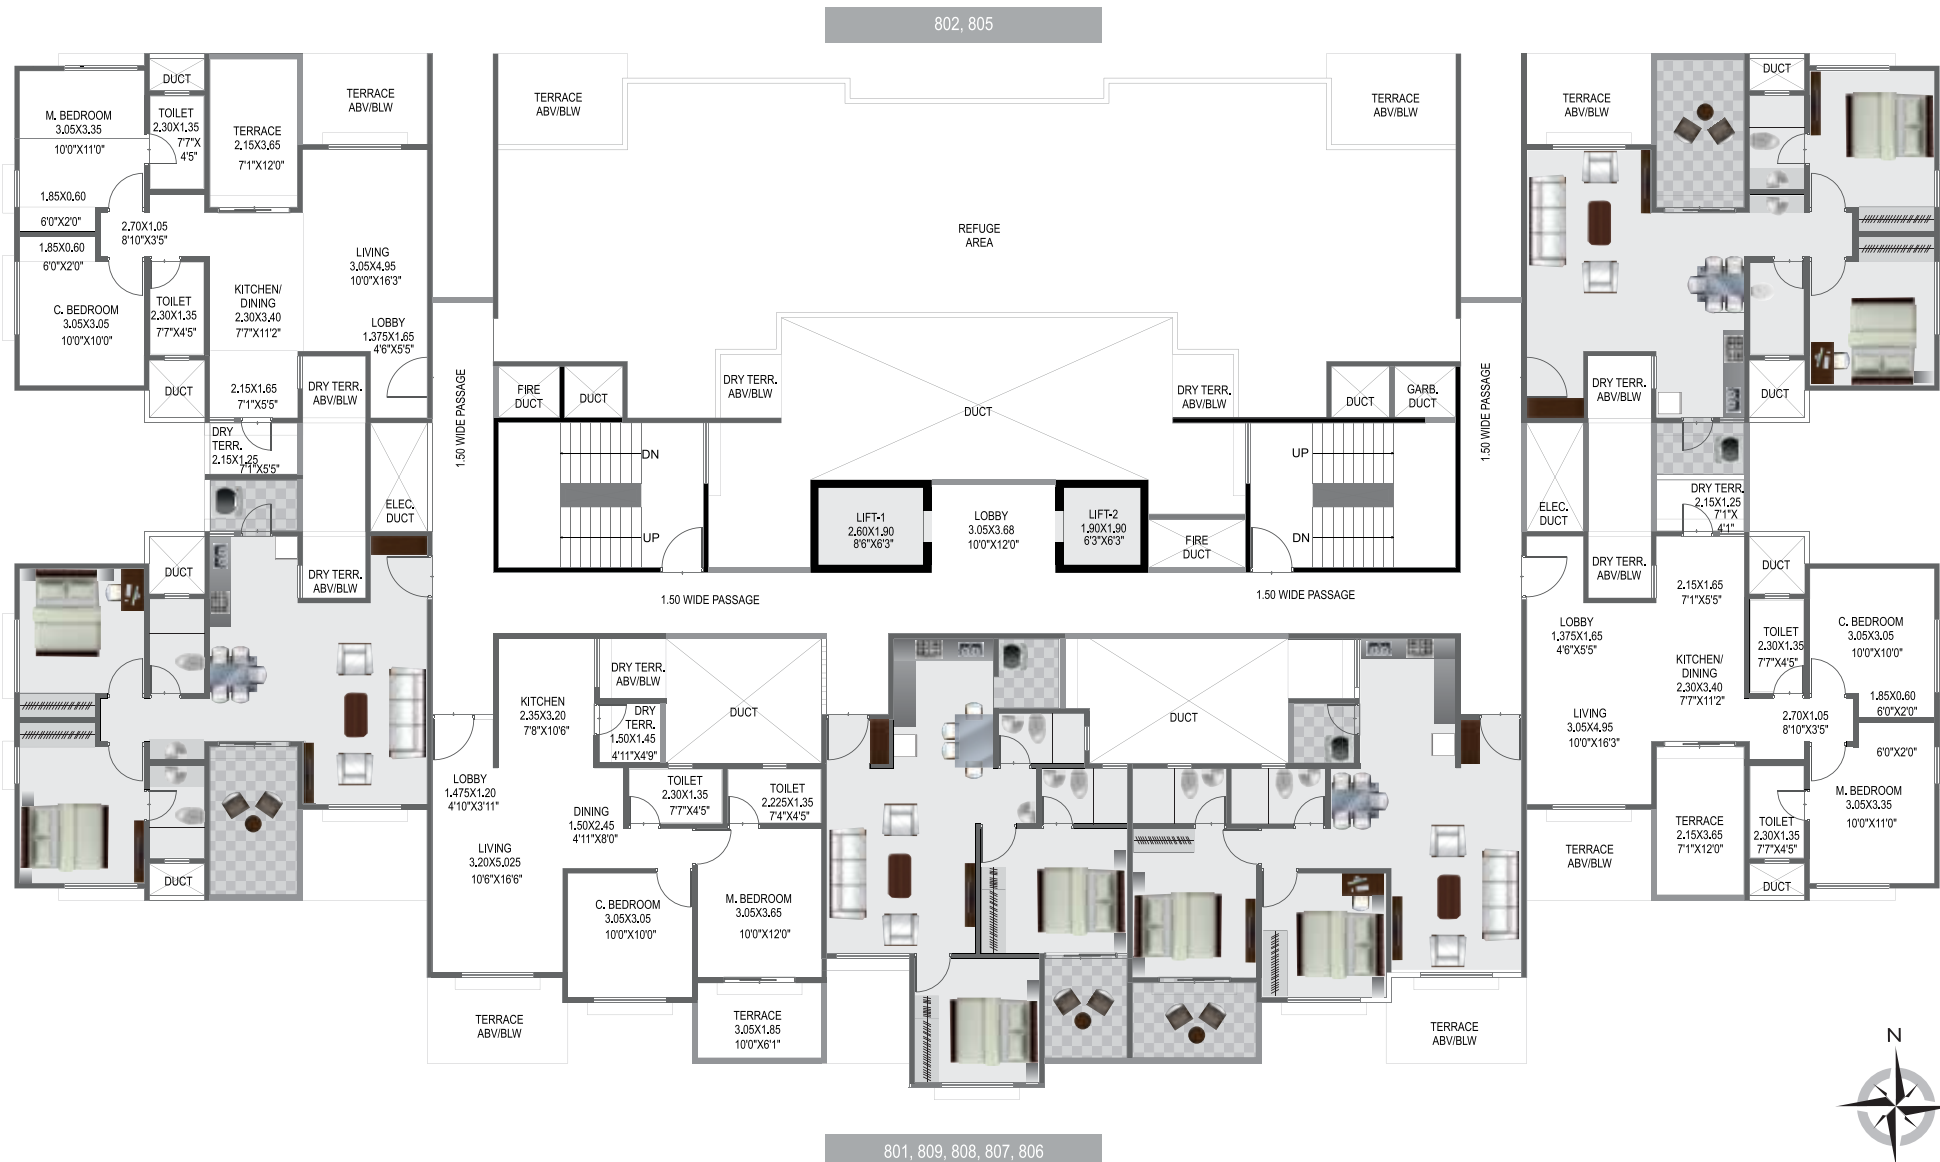 802, 805
DUCT
M. BEDROOM
3.05X3.35
10'0"X11'0"
TOILET
2.30X1.35
7'7"X
4'5"
TERRACE
2.15X3.65
7'1"X12'0"
TERRACE
ABV/BLW
1.85X0.60
6'0"X2'0"
2.70X1.05
8'10"X3'5"
1.85X0.60
6'0"X2'0"
LIVING
3.05X4.95
10'0"X16'3"
C. BEDROOM
3.05X3.05
10'0"X10'0"
TOILET
2.30X1.35
7'7"X4'5"
KITCHEN/
DINING
2.30X3.40
7'7"X11'2"
LOBBY
1.375X1.65
4'6"X5'5"
DUCT
2.15X1.65
7'1"X5'5"
DRY TERR.
ABV/BLW
DRY
TERR.
2.15X1.25
7'1"X5'5"
ELEC.
DUCT
1.50 WIDE PASSAGE
TERRACE
ABV/BLW
TERRACE
ABV/BLW
REFUGE
AREA
FIRE
DUCT
DUCT
DRY TERR.
ABV/BLW
DUCT
DRY TERR.
ABV/BLW
DUCT
GARB.
DUCT
DN
UP
LIFT-1
2.60X1.90
8'6"X6'3"
LOBBY
3.05X3.68
10'0"X12'0"
LIFT-2
1.90X1.90
6'3"X6'3"
FIRE
DUCT
UP
DN
1.50 WIDE PASSAGE
1.50 WIDE PASSAGE
1.50 WIDE PASSAGE
TERRACE
ABV/BLW
DUCT
DRY TERR.
ABV/BLW
DUCT
ELEC.
DUCT
DRY TERR.
2.15X1.25
7'1"X
4'1"
DUCT
DRY TERR.
ABV/BLW
DRY TERR.
ABV/BLW
2.15X1.65
7'1"X5'5"
DUCT
LOBBY
1.375X1.65
4'6"X5'5"
TOILET
2.30X1.35
7'7"X4'5"
C. BEDROOM
3.05X3.05
10'0"X10'0"
KITCHEN/
DINING
2.30X3.40
7'7"X11'2"
1.85X0.60
6'0"X2'0"
LIVING
3.05X4.95
10'0"X16'3"
2.70X1.05
8'10"X3'5"
6'0"X2'0"
M. BEDROOM
3.05X3.35
10'0"X11'0"
TERRACE
2.15X3.65
7'1"X12'0"
TOILET
2.30X1.35
7'7"X4'5"
TERRACE
ABV/BLW
DUCT
DUCT
KITCHEN
2.35X3.20
7'8"X10'6"
DRY TERR.
ABV/BLW
DRY
TERR.
1.50X1.45
4'11"X4'9"
DUCT
DUCT
LOBBY
1.475X1.20
4'10"X3'11"
TOILET
2.30X1.35
7'7"X4'5"
TOILET
2.225X1.35
7'4"X4'5"
DINING
1.50X2.45
4'11"X8'0"
LIVING
3.20X5.025
10'6"X16'6"
C. BEDROOM
3.05X3.05
10'0"X10'0"
M. BEDROOM
3.05X3.65
10'0"X12'0"
TERRACE
ABV/BLW
TERRACE
3.05X1.85
10'0"X6'1"
TERRACE
ABV/BLW
N
801, 809, 808, 807, 806